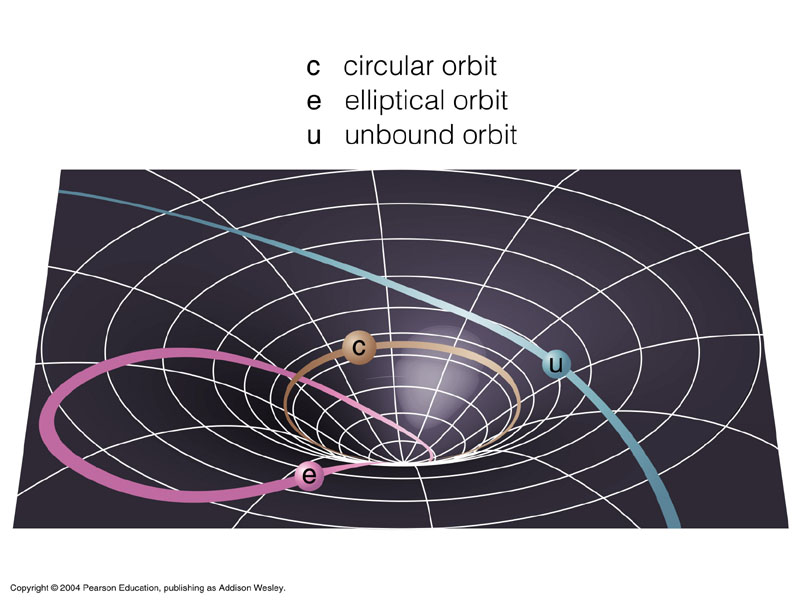 c circular orbit
e elliptical orbit
u unbound orbit
c
u
e
Copyright © 2004 Pearson Education, publishing as Addison Wesley.